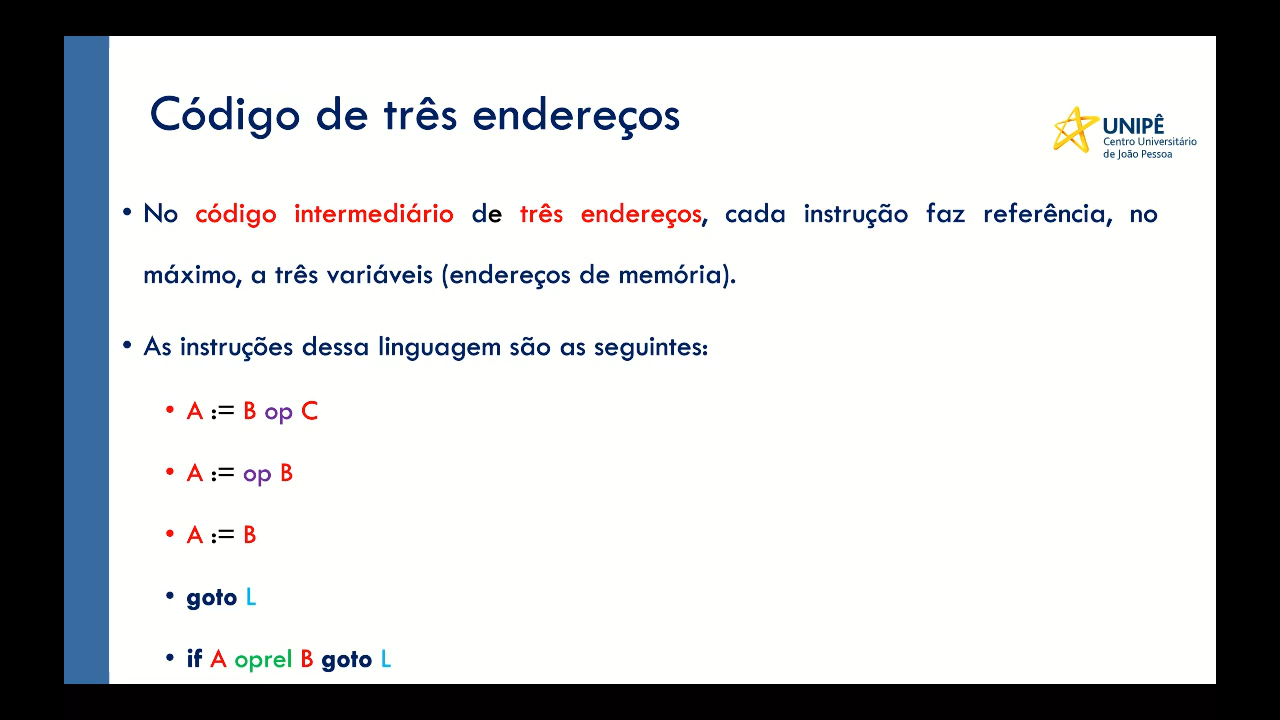 Código de três endereços
UNIPÊ
Centro Universitário
de João Pessoa
• No código intermediário de três endereços, cada instrução faz referência, no
máximo, a três variáveis (endereços de memória).
• As instruções dessa linguagem são as seguintes:
• A := B op C
• A := op B
• A := B
• goto L
• if A oprel B goto L